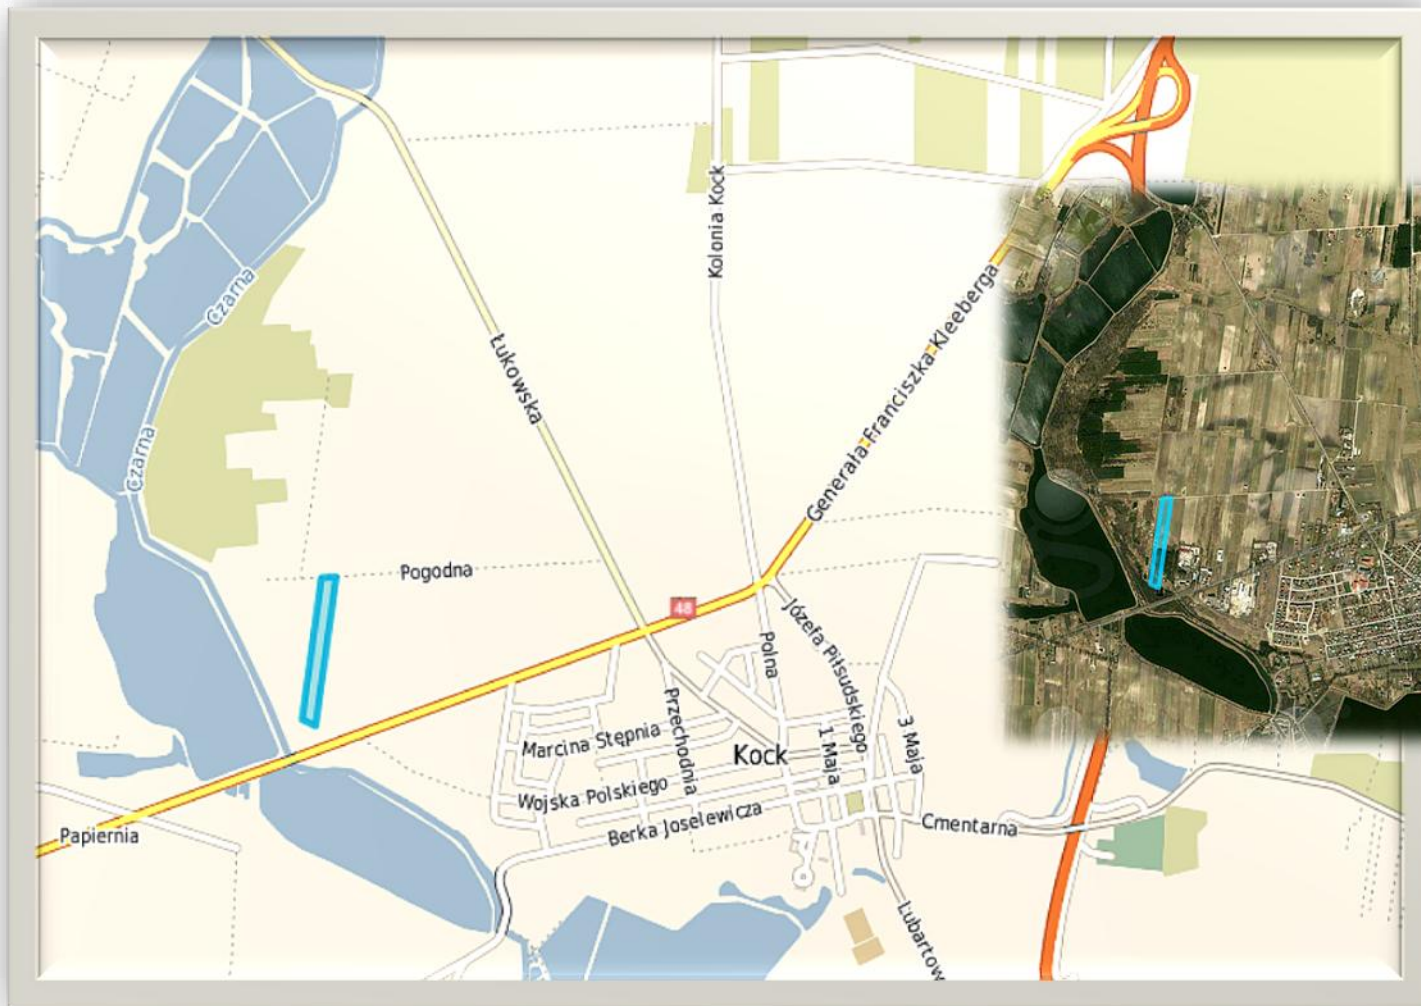 Kolonia Kock
Czarna
Łukowska
Generała-Franciszka-Kleeberga
Czarna
Pogodna
48
Józefa Piłsudskiego
Polna
Przechodnia
3 Maja
1 Maja
Marcina Stępnia
Kock
Wojska Polskiego
Berka Joselewicza
Cmentarna
Papiernia
Lubartow